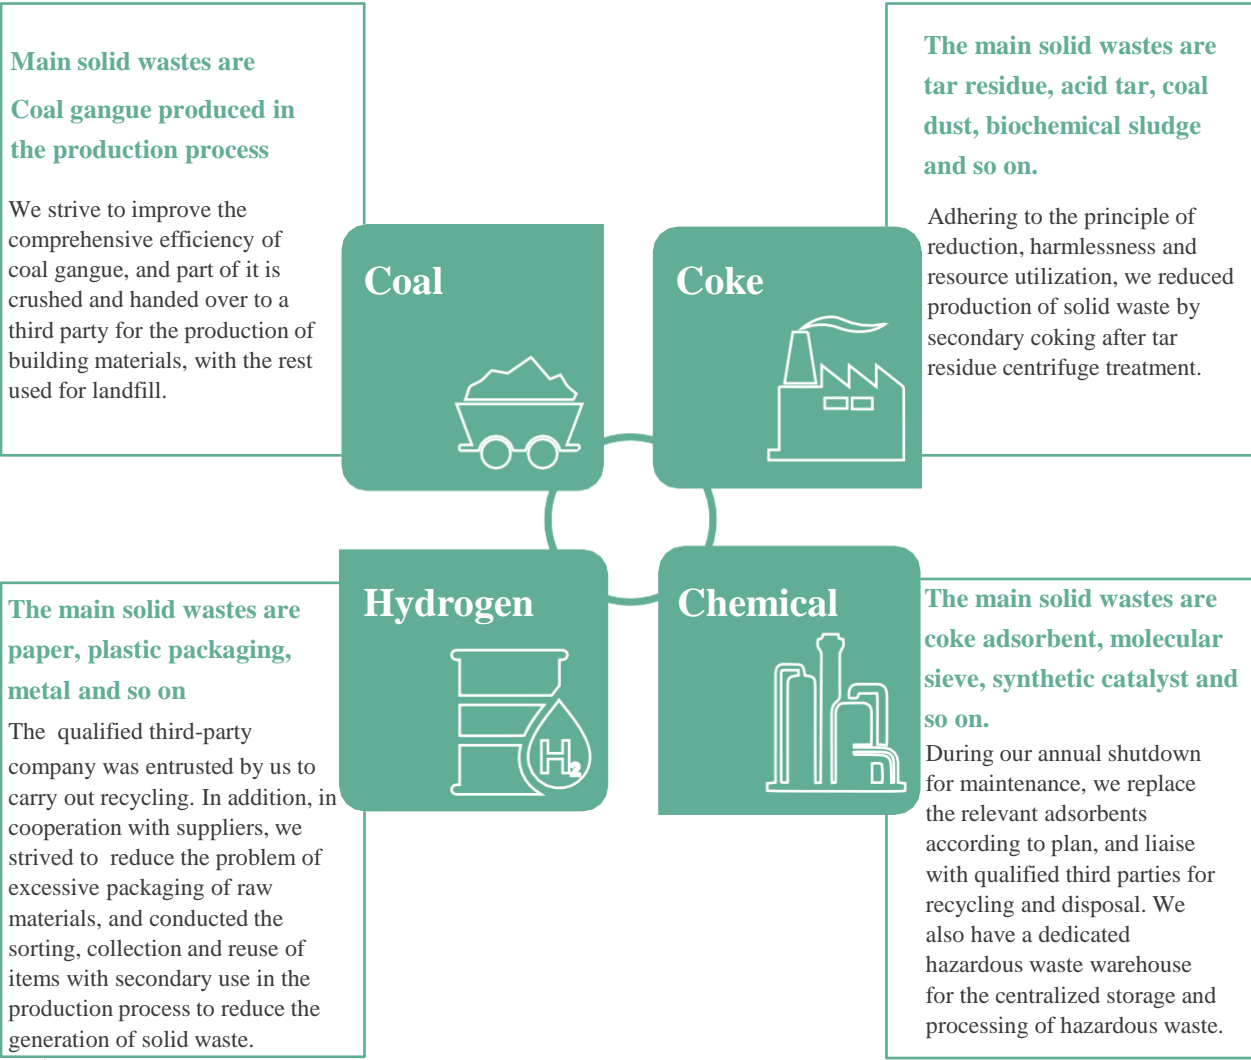 Main solid wastes are
Coal gangue produced in
the production process
We strive to improve the
comprehensive efficiency of
coal gangue, and part of it is
crushed and handed over to a
third party for the production of
building materials, with the rest
used for landfill.
Coal
Coke
The main solid wastes are
tar residue, acid tar, coal
dust, biochemical sludge
and so on.
Adhering to the principle of
reduction, harmlessness and
resource utilization, we reduced
production of solid waste by
secondary coking after tar
residue centrifuge treatment.
The main solid wastes are
paper, plastic packaging,
metal and so on
The qualified third-party
company was entrusted by us to
carry out recycling. In addition, in
cooperation with suppliers, we
strived to reduce the problem of
excessive packaging of raw
materials, and conducted the
sorting, collection and reuse of
items with secondary use in the
production process to reduce the
generation of solid waste.
Hydrogen
H2
Chemical
The main solid wastes are
coke adsorbent, molecular
sieve, synthetic catalyst and
so on.
During our annual shutdown
for maintenance, we replace
the relevant adsorbents
according to plan, and liaise
with qualified third parties for
recycling and disposal. We
also have a dedicated
hazardous waste warehouse
for the centralized storage and
processing of hazardous waste.